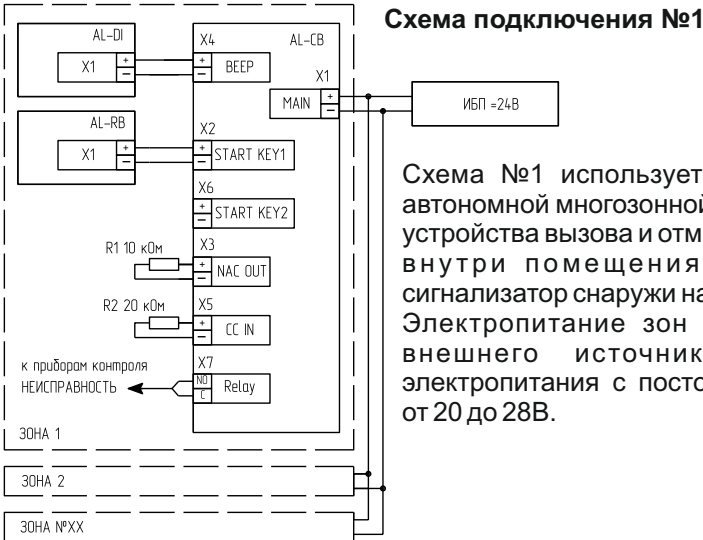 Схема подключения №1
AL-DI
X1
+
−
AL-RB
X1
+
−
AL-CB
X4
+
−
BEEP
X1
MAIN
+
−
ИБП =24В
X2
+
−
START KEY1
X6
+
−
START KEY2
R1 10 кОм
X3
+
−
NAC OUT
R2 20 кОм
X5
+
−
CC IN
к приборам контроля
НЕИСПРАВНОСТЬ
X7
NO
C
Relay
ЗОНА 1
ЗОНА 2
ЗОНА №XX
Схема №1 использует
автономной многозонной
устройства вызова и отм
внутри помещения
сигнализатор снаружи на
Электропитание зон
внешнего источник
электропитания с посто
от 20 до 28В.